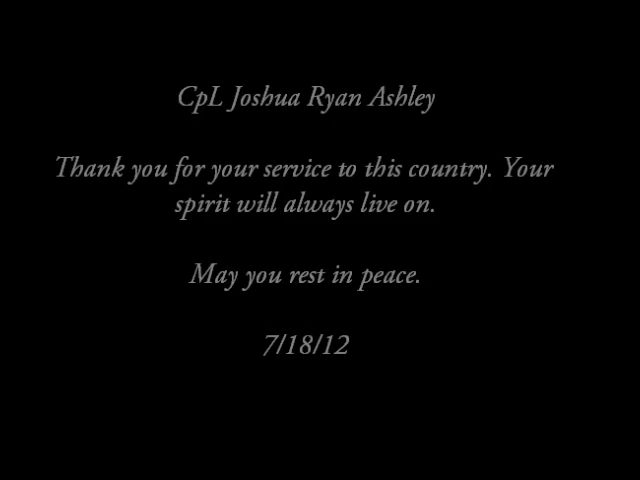 CpL Joshua Ryan Ashley
Thank you for your service to this country. Your
spirit will always live on.
May you rest in peace.
7/18/12